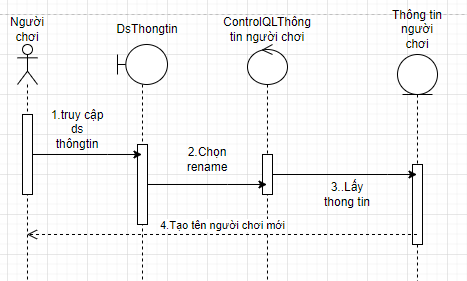 Người
chơi
DsThongtin
ControlQLThông
tin người chơi
Thông tin
người
chơi
1.truy cập
ds
thôngtin
2.Chọn
rename
3..Lấy
thong tin
4.Tạo tên người chơi mới